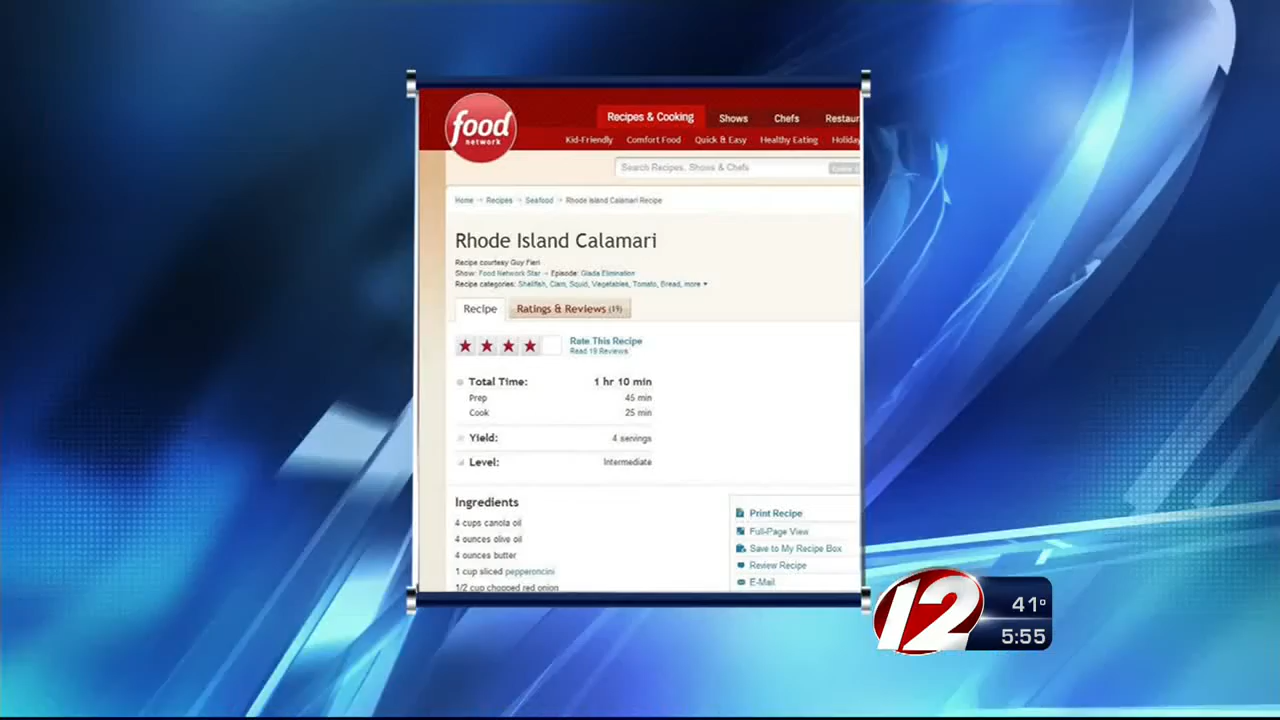 food
network
Recipes & Cooking Shows Chefs Restaur
Kid-Friendly Comfort Food Quick & Easy Healthy Eating Holiday
Search Recipes, Shows & Chefs
Home → Recipes → Seafood → Rhode Island Calamari Recipe
Rhode Island Calamari
Recipe courtesy Guy Fieri
Show: Food Network Star → Episode: Giada Elimination
Recipe categories: Shellfish, Clam, Squid, Vegetables, Tomato, Bread, more
Recipe Ratings & Reviews (19)
Rate This Recipe
Read 19 Reviews
Total Time: 1 hr 10 min
Prep 45 min
Cook 25 min
Yield: 4 servings
Level: Intermediate
Ingredients
4 cups canola oil
4 ounces olive oil
4 ounces butter
1 cup sliced pepperoncini
1/2 cup chopped red onion
Print Recipe
Full-Page View
Save to My Recipe Box
Review Recipe
E-Mail
12
41°
5:55